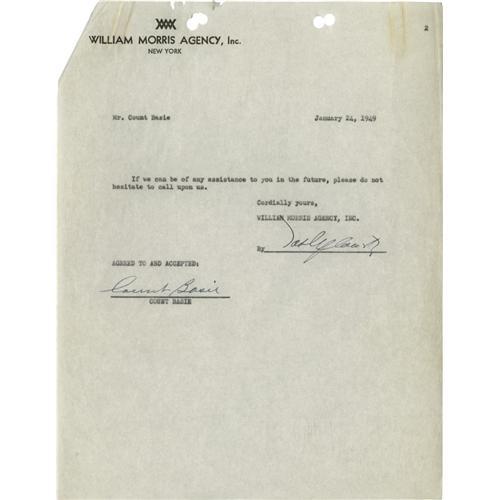 2
WILLIAM MORRIS AGENCY, Inc.
NEW YORK
Mr. Count Basie January 24, 1949
If we can be of any assistance to you in the future, please do not
hesitate to call upon us.
Cordially yours,
WILLIAM MORRIS AGENCY, INC.
By
AGREED TO AND ACCEPTED:
Count Basie
COUNT BASIE